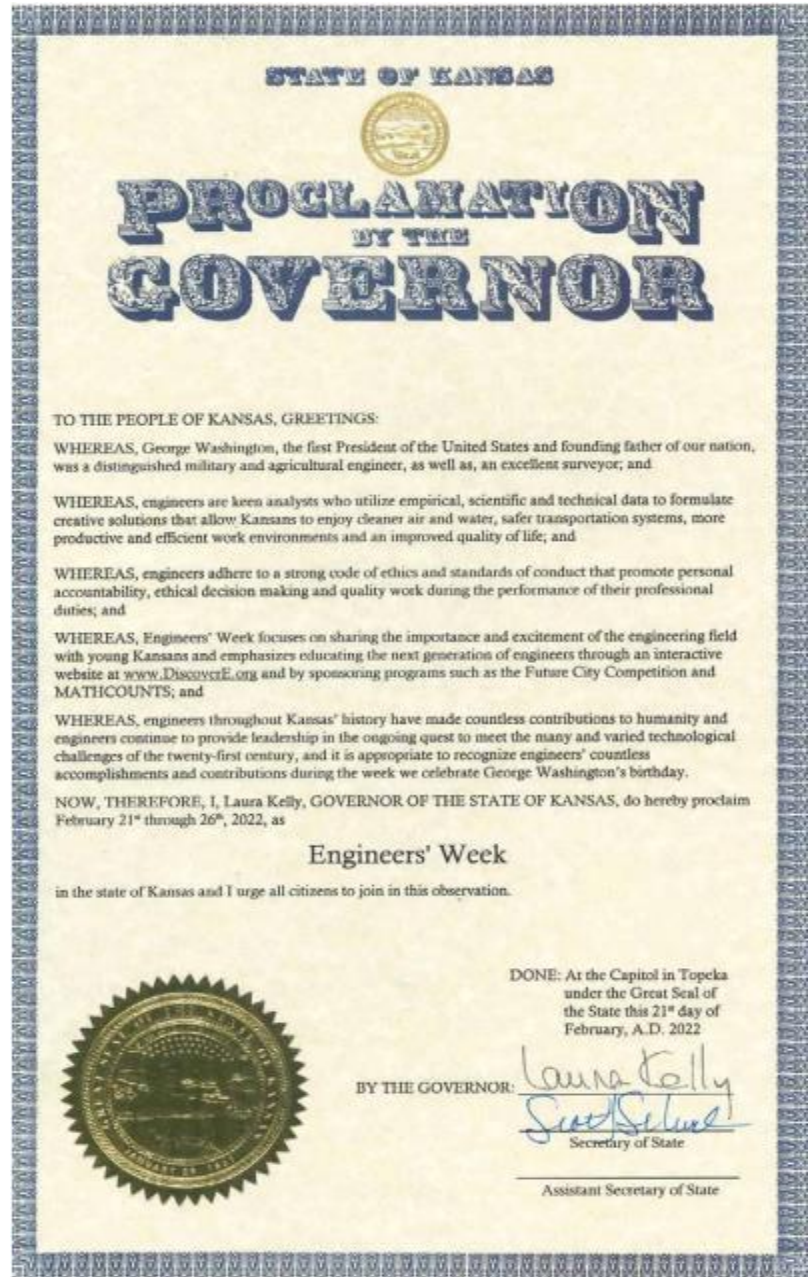 STATE OF KANSAS
PROCLAMATION
BY THE
GOVERNOR
TO THE PEOPLE OF KANSAS, GREETINGS:
WHEREAS, George Washington, the first President of the United States and founding father of our nation,
was a distinguished military and agricultural engineer, as well as, an excellent surveyor; and
WHEREAS, engineers are keen analysts who utilize empirical, scientific and technical data to formulate
creative solutions that allow Kansans to enjoy cleaner air and water, safer transportation systems, more
productive and efficient work environments and an improved quality of life; and
WHEREAS, engineers adhere to a strong code of ethics and standards of conduct that promote personal
accountability, ethical decision making and quality work during the performance of their professional
duties; and
WHEREAS, Engineers' Week focuses on sharing the importance and excitement of the engineering field
with young Kansans and emphasizes educating the next generation of engineers through an interactive
website at www.DiscoverE.org and by sponsoring programs such as the Future City Competition and
MATHCOUNTS; and
WHEREAS, engineers throughout Kansas' history have made countless contributions to humanity and
engineers continue to provide leadership in the ongoing quest to meet the many and varied technological
challenges of the twenty-first century, and it is appropriate to recognize engineers' countless
accomplishments and contributions during the week we celebrate George Washington's birthday.
NOW, THEREFORE, I, Laura Kelly, GOVERNOR OF THE STATE OF KANSAS, do hereby proclaim
February 21st through 26th, 2022, as
Engineers' Week
in the state of Kansas and I urge all citizens to join in this observation.
DONE: At the Capitol in Topeka
under the Great Seal of
the State this 21st day of
February, A.D. 2022
GREAT SEAL OF THE STATE OF KANSAS
JANUARY 29, 1861
BY THE GOVERNOR: Laura Kelly
Secretary of State
Assistant Secretary of State